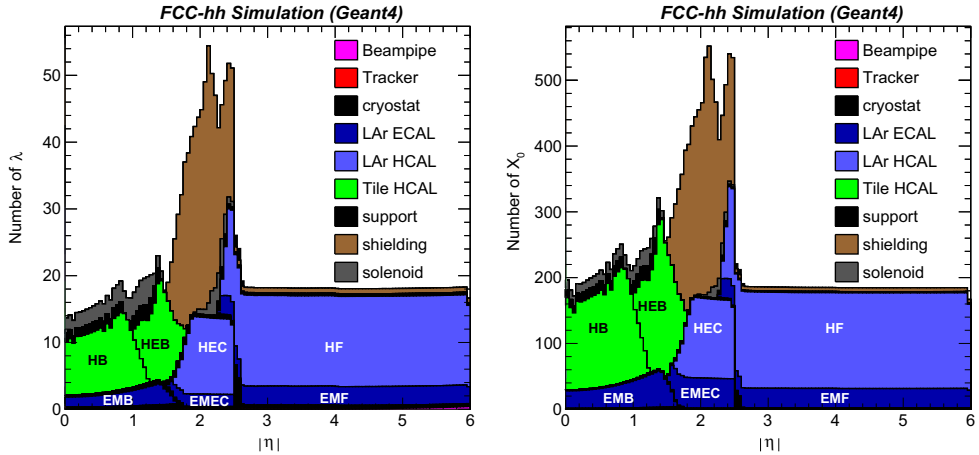 FCC-hh Simulation (Geant4)
Number of λ
50
40
30
20
10
0
Beampipe
Tracker
cryostat
LAr ECAL
LAr HCAL
Tile HCAL
support
shielding
solenoid
HB
HEB
HEC
HF
EMB
EMEC
EMF
0 1 2 3 4 5 6
|η|
FCC-hh Simulation (Geant4)
Number of X0
500
400
300
200
100
0
Beampipe
Tracker
cryostat
LAr ECAL
LAr HCAL
Tile HCAL
support
shielding
solenoid
HB
HEB
HEC
HF
EMB
EMEC
EMF
0 1 2 3 4 5 6
|η|